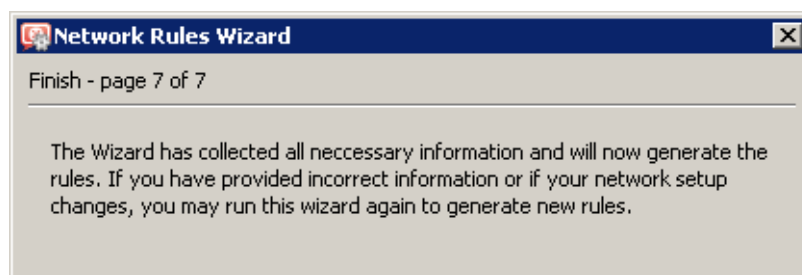 Network Rules Wizard
Finish - page 7 of 7
The Wizard has collected all neccessary information and will now generate the
rules. If you have provided incorrect information or if your network setup
changes, you may run this wizard again to generate new rules.